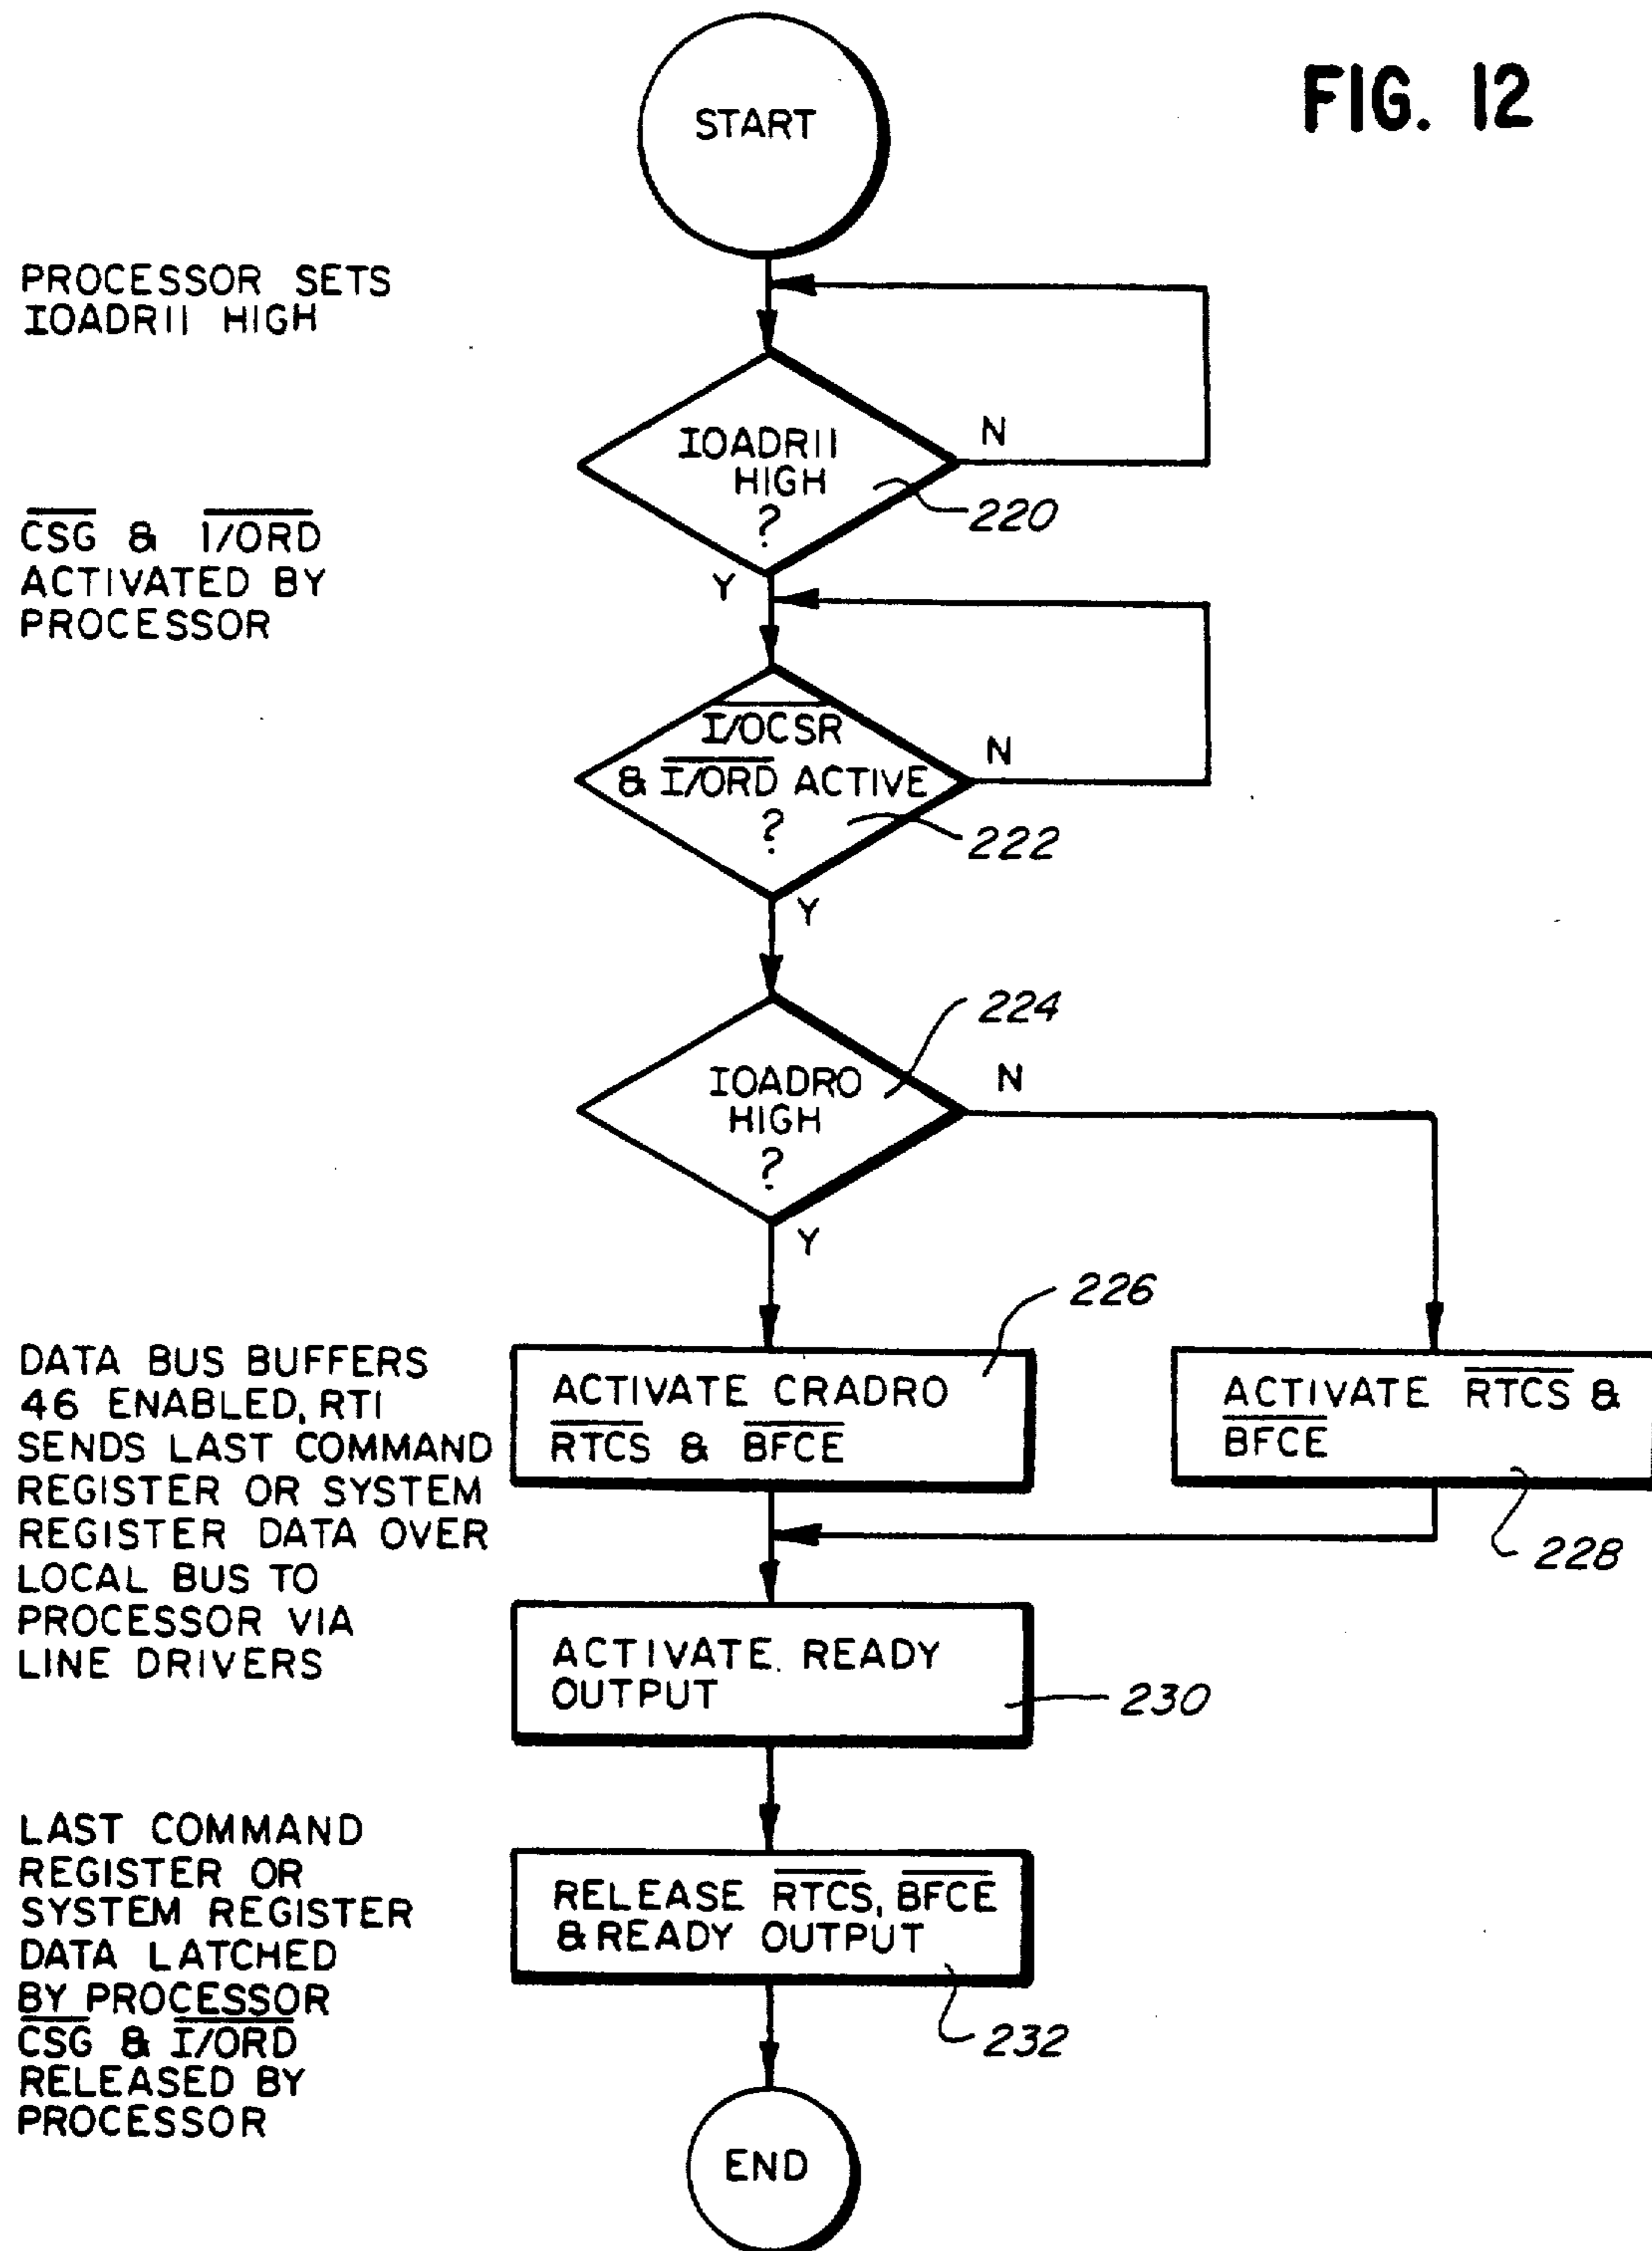 FIG. 12
START
PROCESSOR SETS
IOADR11 HIGH
IOADR11
HIGH
?
N
220
Y
CSG & I/ORD
ACTIVATED BY
PROCESSOR
I/OCSR
& I/ORD ACTIVE
?
N
222
Y
224
IOADR0
HIGH
?
N
Y
226
DATA BUS BUFFERS
46 ENABLED, RTI
SENDS LAST COMMAND
REGISTER OR SYSTEM
REGISTER DATA OVER
LOCAL BUS TO
PROCESSOR VIA
LINE DRIVERS
ACTIVATE CRADR0
RTCS & BFCE
ACTIVATE RTCS &
BFCE
228
ACTIVATE READY
OUTPUT
230
LAST COMMAND
REGISTER OR
SYSTEM REGISTER
DATA LATCHED
BY PROCESSOR
CSG & I/ORD
RELEASED BY
PROCESSOR
RELEASE RTCS, BFCE
& READY OUTPUT
232
END